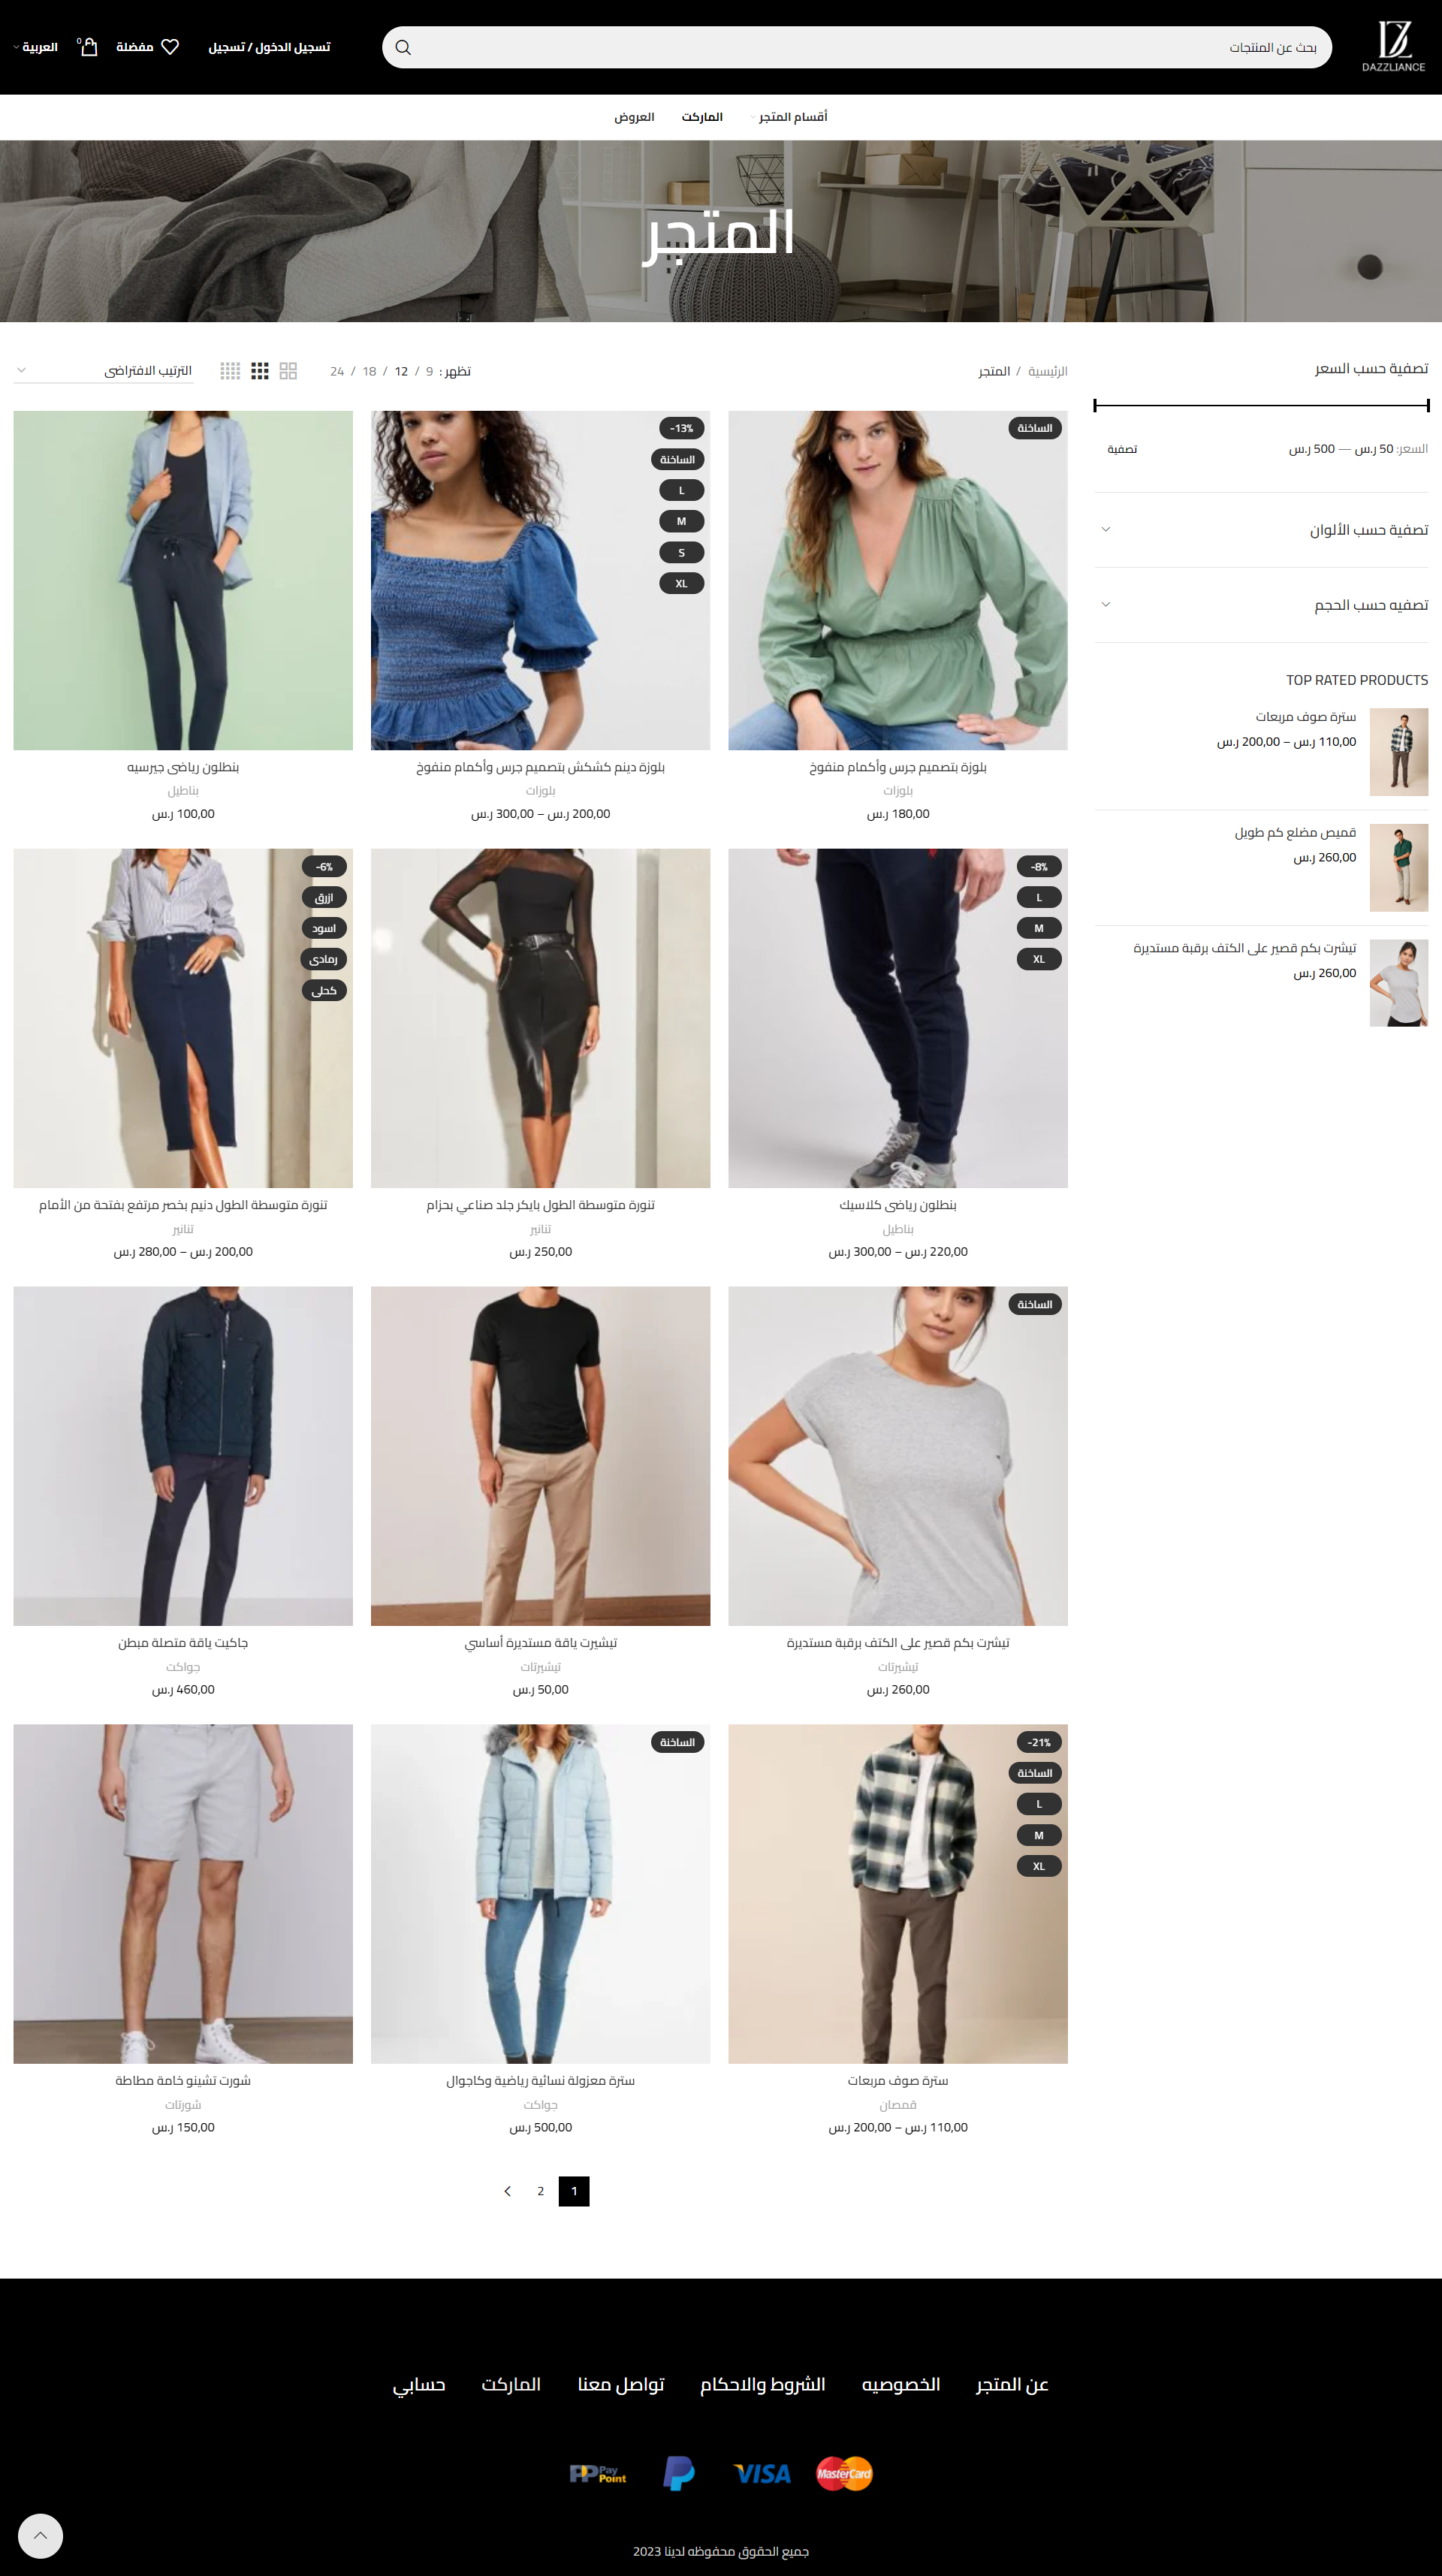 DAZZLIANCE
بحث عن المنتجات
تسجيل الدخول / تسجيل
مفضلة
0
العربية
أقسام المتجر
الماركت
العروض
المتجر
تصفية حسب السعر
السعر: 50 ر.س — 500 ر.س
تصفية
تصفية حسب الألوان
تصفيه حسب الحجم
TOP RATED PRODUCTS
سترة صوف مربعات
110,00 ر.س – 200,00 ر.س
قميص مضلع كم طويل
260,00 ر.س
تيشرت بكم قصير على الكتف برقبة مستديرة
260,00 ر.س
الرئيسية / المتجر
تظهر : 9 / 12 / 18 / 24
الترتيب الافتراضى
الساخنة
بلوزة بتصميم جرس وأكمام منفوخ
بلوزات
180,00 ر.س
-13%
الساخنة
L
M
S
XL
بلوزة دينم كشكش بتصميم جرس وأكمام منفوخ
بلوزات
200,00 ر.س – 300,00 ر.س
بنطلون رياضى جيرسيه
بناطيل
100,00 ر.س
-8%
L
M
XL
بنطلون رياضى كلاسيك
بناطيل
220,00 ر.س – 300,00 ر.س
تنورة متوسطة الطول بايكر جلد صناعي بحزام
تنانير
250,00 ر.س
-6%
ازرق
اسود
رمادى
كحلى
تنورة متوسطة الطول دنيم بخصر مرتفع بفتحة من الأمام
تنانير
200,00 ر.س – 280,00 ر.س
الساخنة
تيشرت بكم قصير على الكتف برقبة مستديرة
تيشيرتات
260,00 ر.س
تيشيرت ياقة مستديرة أساسي
تيشيرتات
50,00 ر.س
جاكيت ياقة متصلة مبطن
جواكت
460,00 ر.س
-21%
الساخنة
L
M
XL
سترة صوف مربعات
قمصان
110,00 ر.س – 200,00 ر.س
الساخنة
سترة معزولة نسائية رياضية وكاجوال
جواكت
500,00 ر.س
شورت تشينو خامة مطاطة
شورتات
150,00 ر.س
1
2
عن المتجر
الخصوصيه
الشروط والاحكام
تواصل معنا
الماركت
حسابي
MasterCard
VISA
PP Pay Point
جميع الحقوق محفوظه لدينا 2023